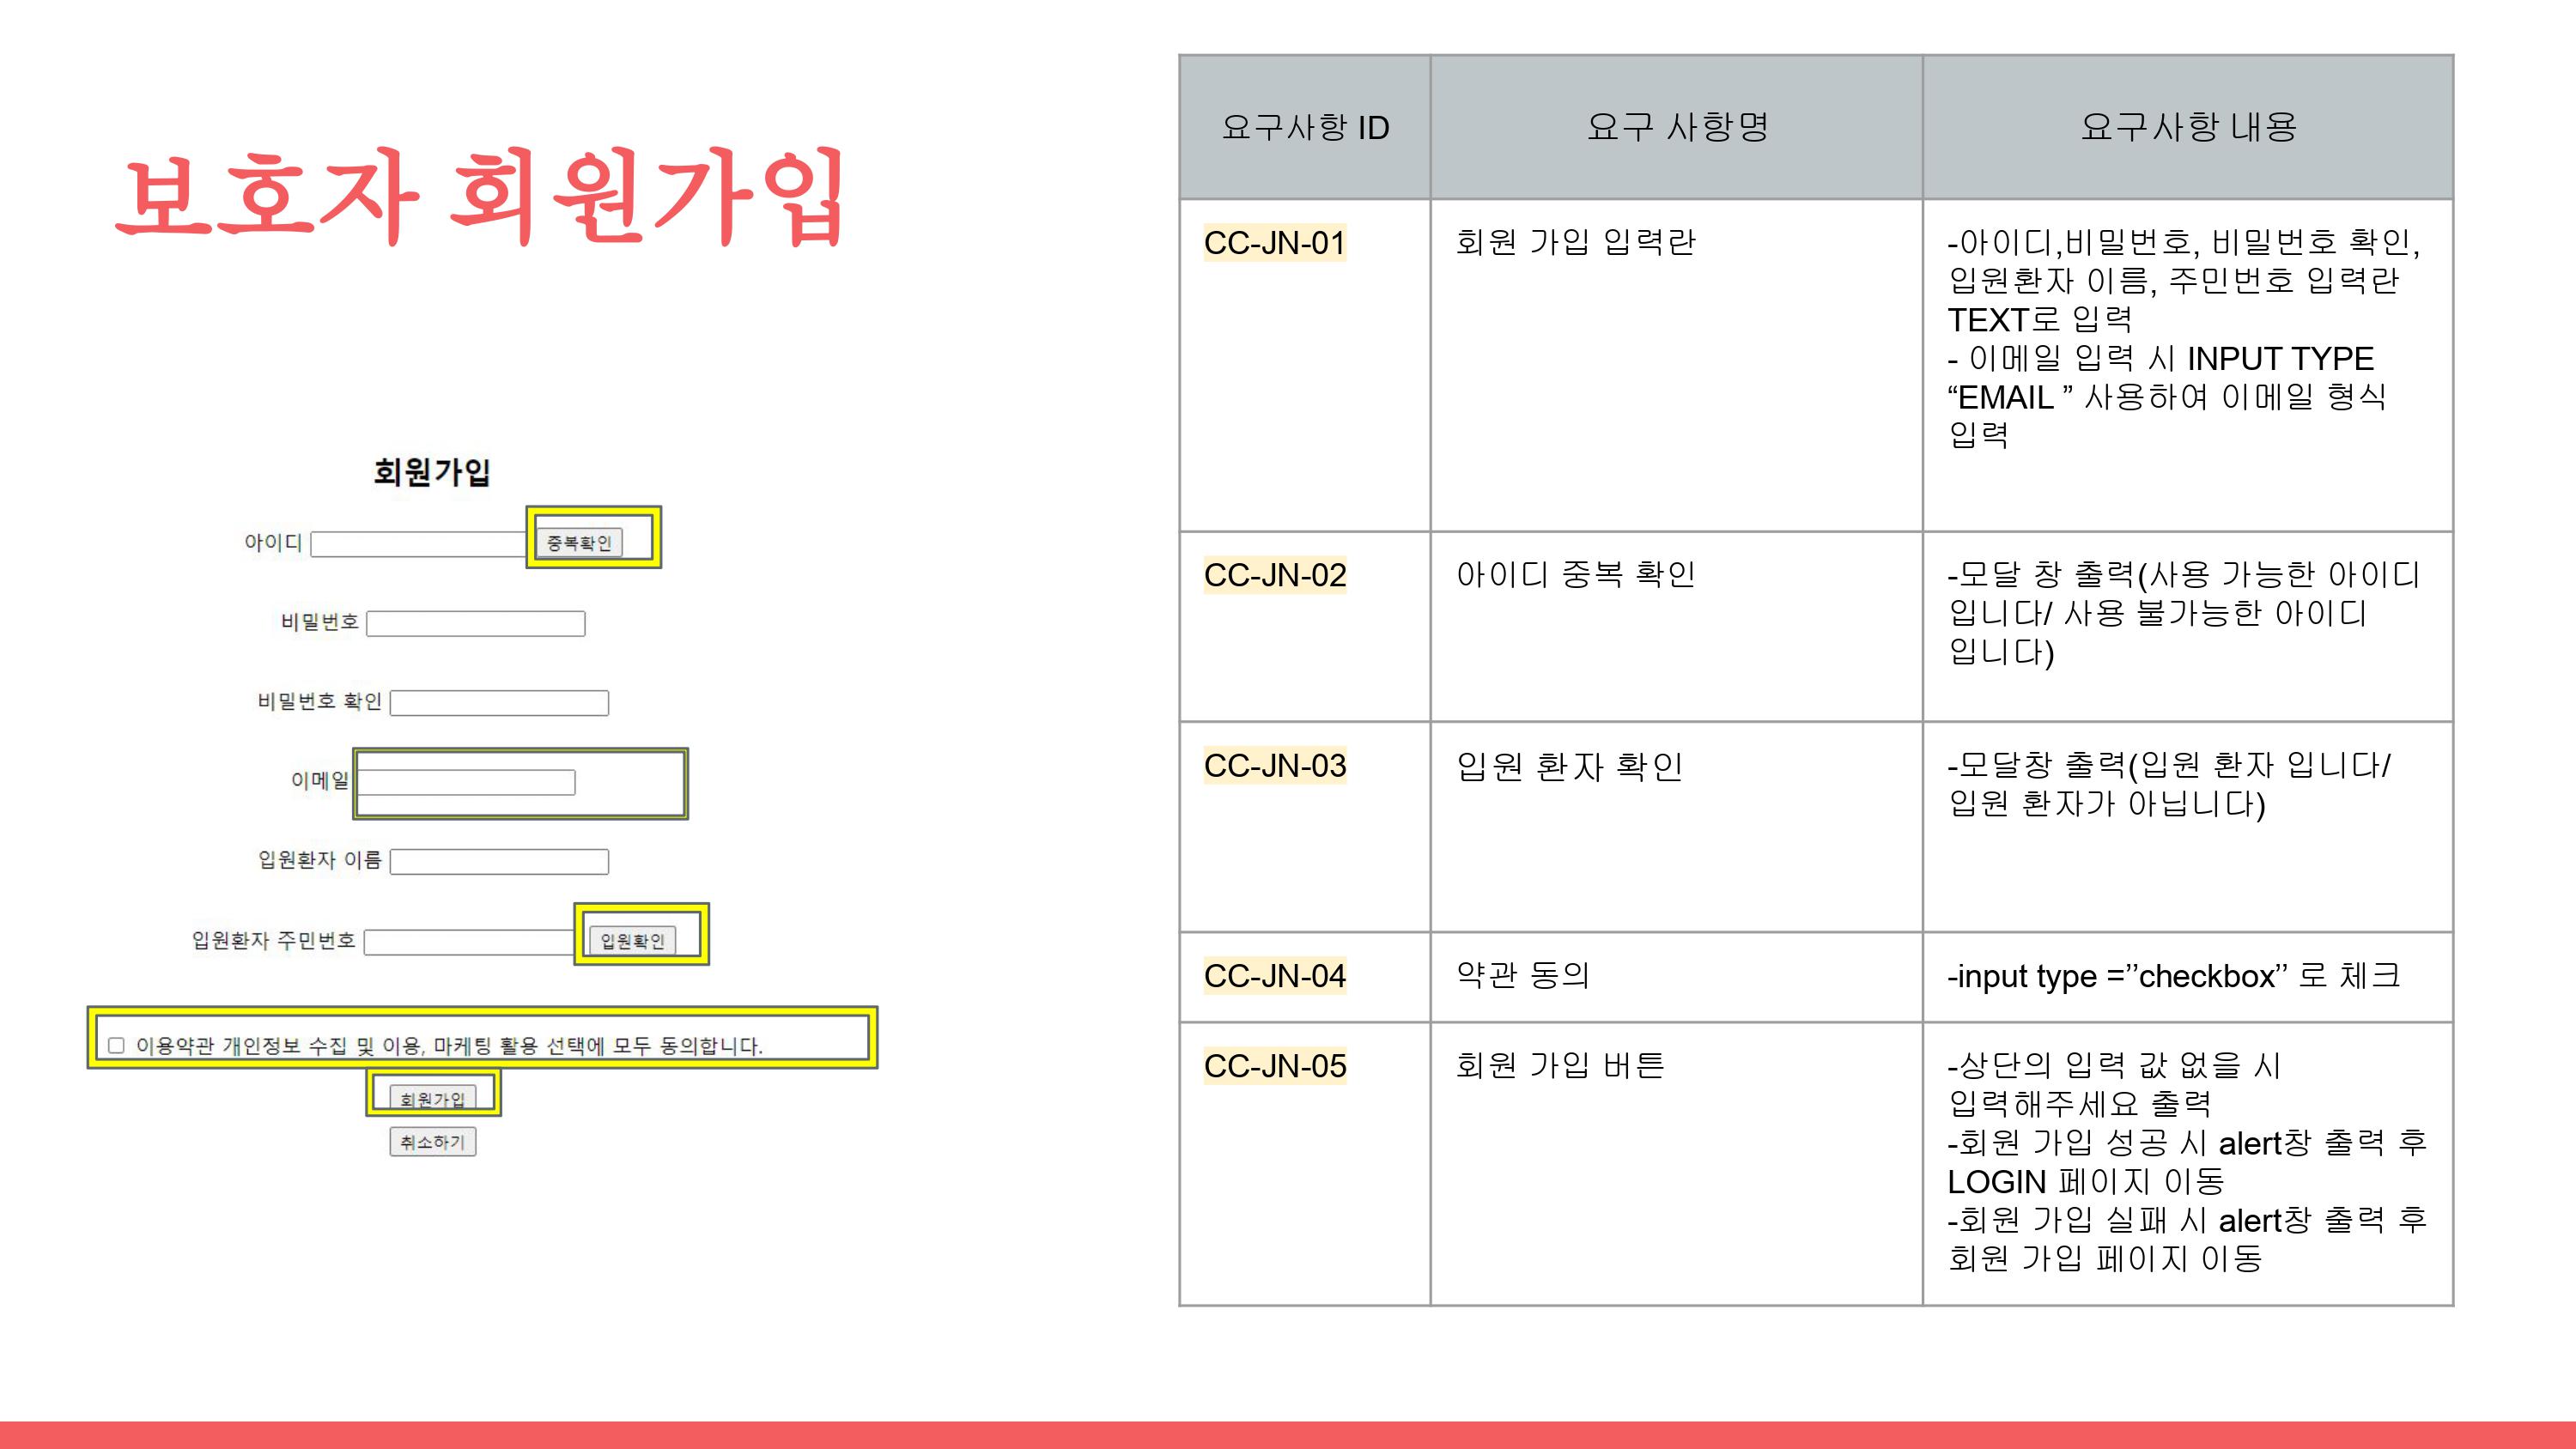 보호자 회원가입
회원가입
아이디 중복확인
비밀번호
비밀번호 확인
이메일
입원환자 이름
입원환자 주민번호 입원확인
이용약관 개인정보 수집 및 이용, 마케팅 활용 선택에 모두 동의합니다.
회원가입
취소하기
요구사항 ID 요구 사항명 요구사항 내용
CC-JN-01 회원 가입 입력란 -아이디,비밀번호, 비밀번호 확인,
입원환자 이름, 주민번호 입력란
TEXT로 입력
- 이메일 입력 시 INPUT TYPE
“EMAIL ” 사용하여 이메일 형식
입력
CC-JN-02 아이디 중복 확인 -모달 창 출력(사용 가능한 아이디
입니다/ 사용 불가능한 아이디
입니다)
CC-JN-03 입원 환자 확인 -모달창 출력(입원 환자 입니다/
입원 환자가 아닙니다)
CC-JN-04 약관 동의 -input type =’’checkbox’’ 로 체크
CC-JN-05 회원 가입 버튼 -상단의 입력 값 없을 시
입력해주세요 출력
-회원 가입 성공 시 alert창 출력 후
LOGIN 페이지 이동
-회원 가입 실패 시 alert창 출력 후
회원 가입 페이지 이동